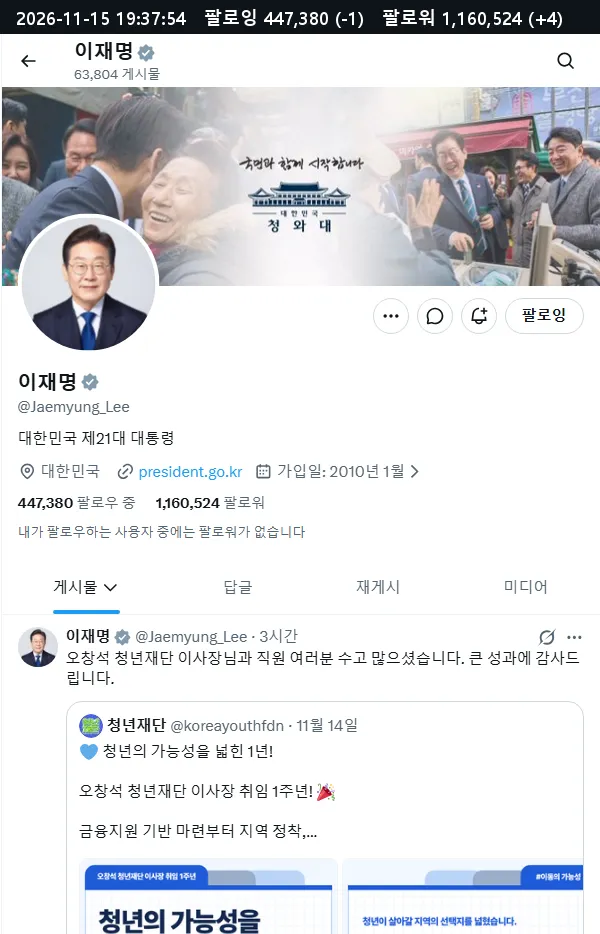 2026-11-15 19:37:54 팔로잉 447,380 (-1) 팔로워 1,160,524 (+4)
이재명
63,804 게시물
국민과 함께 시작합니다
대한민국
청와대
팔로잉
이재명
@Jaemyung_Lee
대한민국 제21대 대통령
대한민국 president.go.kr 가입일: 2010년 1월
447,380 팔로우 중 1,160,524 팔로워
내가 팔로우하는 사용자 중에는 팔로워가 없습니다
게시물 답글 재게시 미디어
이재명 @Jaemyung_Lee · 3시간
오창석 청년재단 이사장님과 직원 여러분 수고 많으셨습니다. 큰 성과에 감사드
립니다.
청년재단 @koreayouthfdn · 11월 14일
💙 청년의 가능성을 넓힌 1년!
오창석 청년재단 이사장 취임 1주년!🎉
금융지원 기반 마련부터 지역 정착,...
오창석 청년재단 이사장 취임 1주년
#이동의 가능성
청년의 가능성을
청년이 살아갈 지역의 선택지를 넓혔습니다.